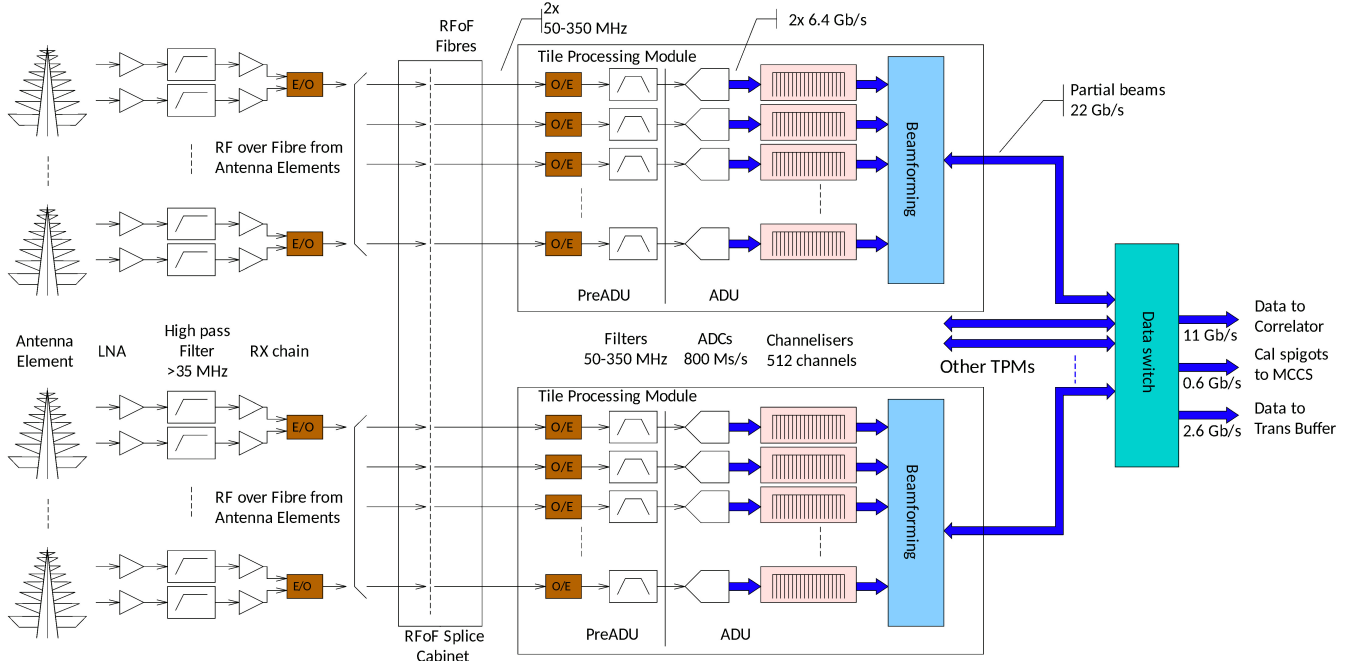 RFoF
Fibres
2x
50-350 MHz
2x 6.4 Gb/s
Tile Processing Module
E/O
O/E
O/E
O/E
O/E
E/O
RF over Fibre from
Antenna Elements
Beamforming
PreADU
ADU
Partial beams
22 Gb/s
Antenna
Element
LNA
High pass
Filter
>35 MHz
RX chain
Filters
50-350 MHz
ADCs
800 Ms/s
Channelisers
512 channels
Other TPMs
Data switch
11 Gb/s
Data to
Correlator
0.6 Gb/s
Cal spigots
to MCCS
2.6 Gb/s
Data to
Trans Buffer
Tile Processing Module
E/O
O/E
O/E
O/E
O/E
E/O
RF over Fibre from
Antenna Elements
Beamforming
PreADU
ADU
RFoF Splice
Cabinet